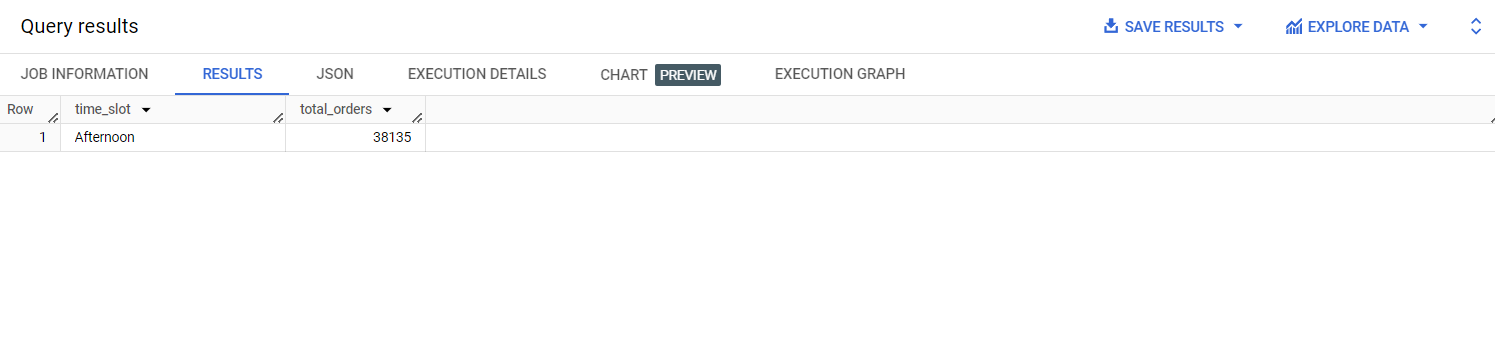 Query results
SAVE RESULTS
EXPLORE DATA
JOB INFORMATION
RESULTS
JSON
EXECUTION DETAILS
CHART PREVIEW
EXECUTION GRAPH
Row time_slot total_orders
1 Afternoon 38135